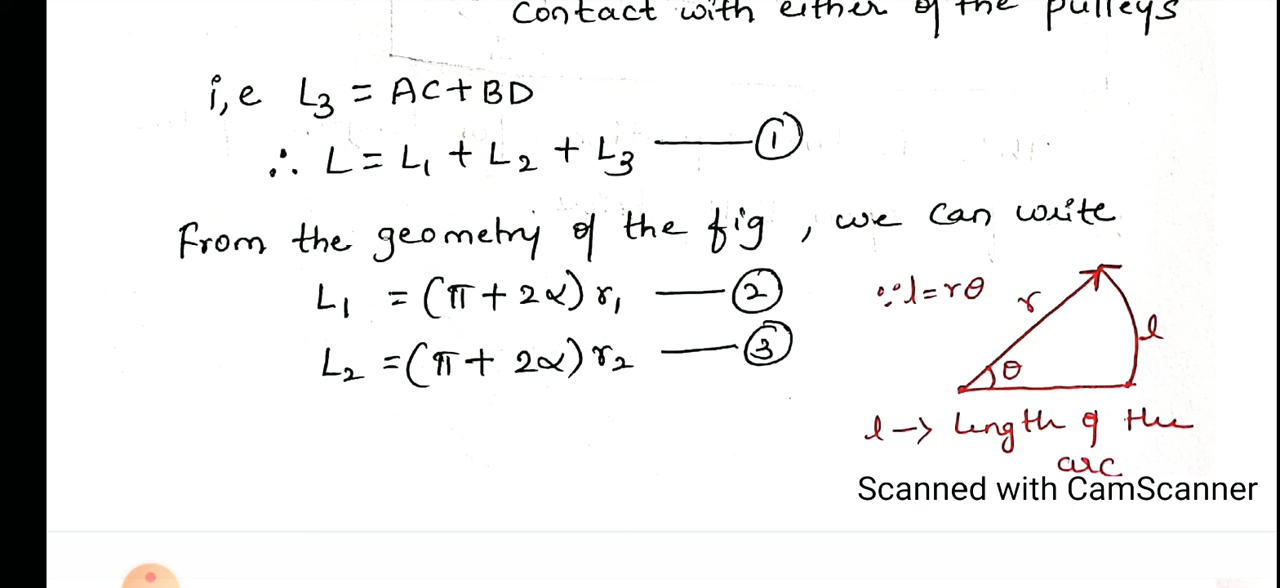 Contact with either of the pulleys
i,e L3 = AC+BD
∴ L = L1 + L2 + L3 —— ①
From the geometry of the fig, we can write
L1 = (π + 2α) r1 —— ② ∵ l = rθ r
l
θ
L2 = (π + 2α) r2 —— ③
l → length of the
arc
Scanned with CamScanner